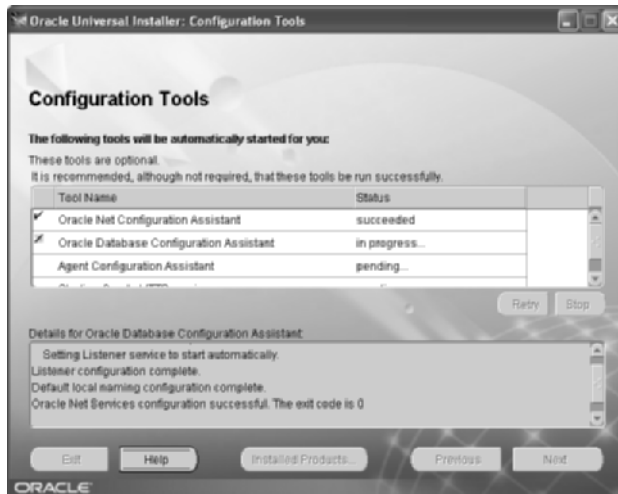 Oracle Universal Installer: Configuration Tools
Configuration Tools
The following tools will be automatically started for you:
These tools are optional.
It is recommended, although not required, that these tools be run successfully.
Tool Name Status
Oracle Net Configuration Assistant succeeded
Oracle Database Configuration Assistant in progress...
Agent Configuration Assistant pending...
Retry Stop
Details for Oracle Database Configuration Assistant:
Setting Listener service to start automatically.
Listener configuration complete.
Default local naming configuration complete.
Oracle Net Services configuration successful. The exit code is 0
Exit Help Installed Products... Previous Next
ORACLE